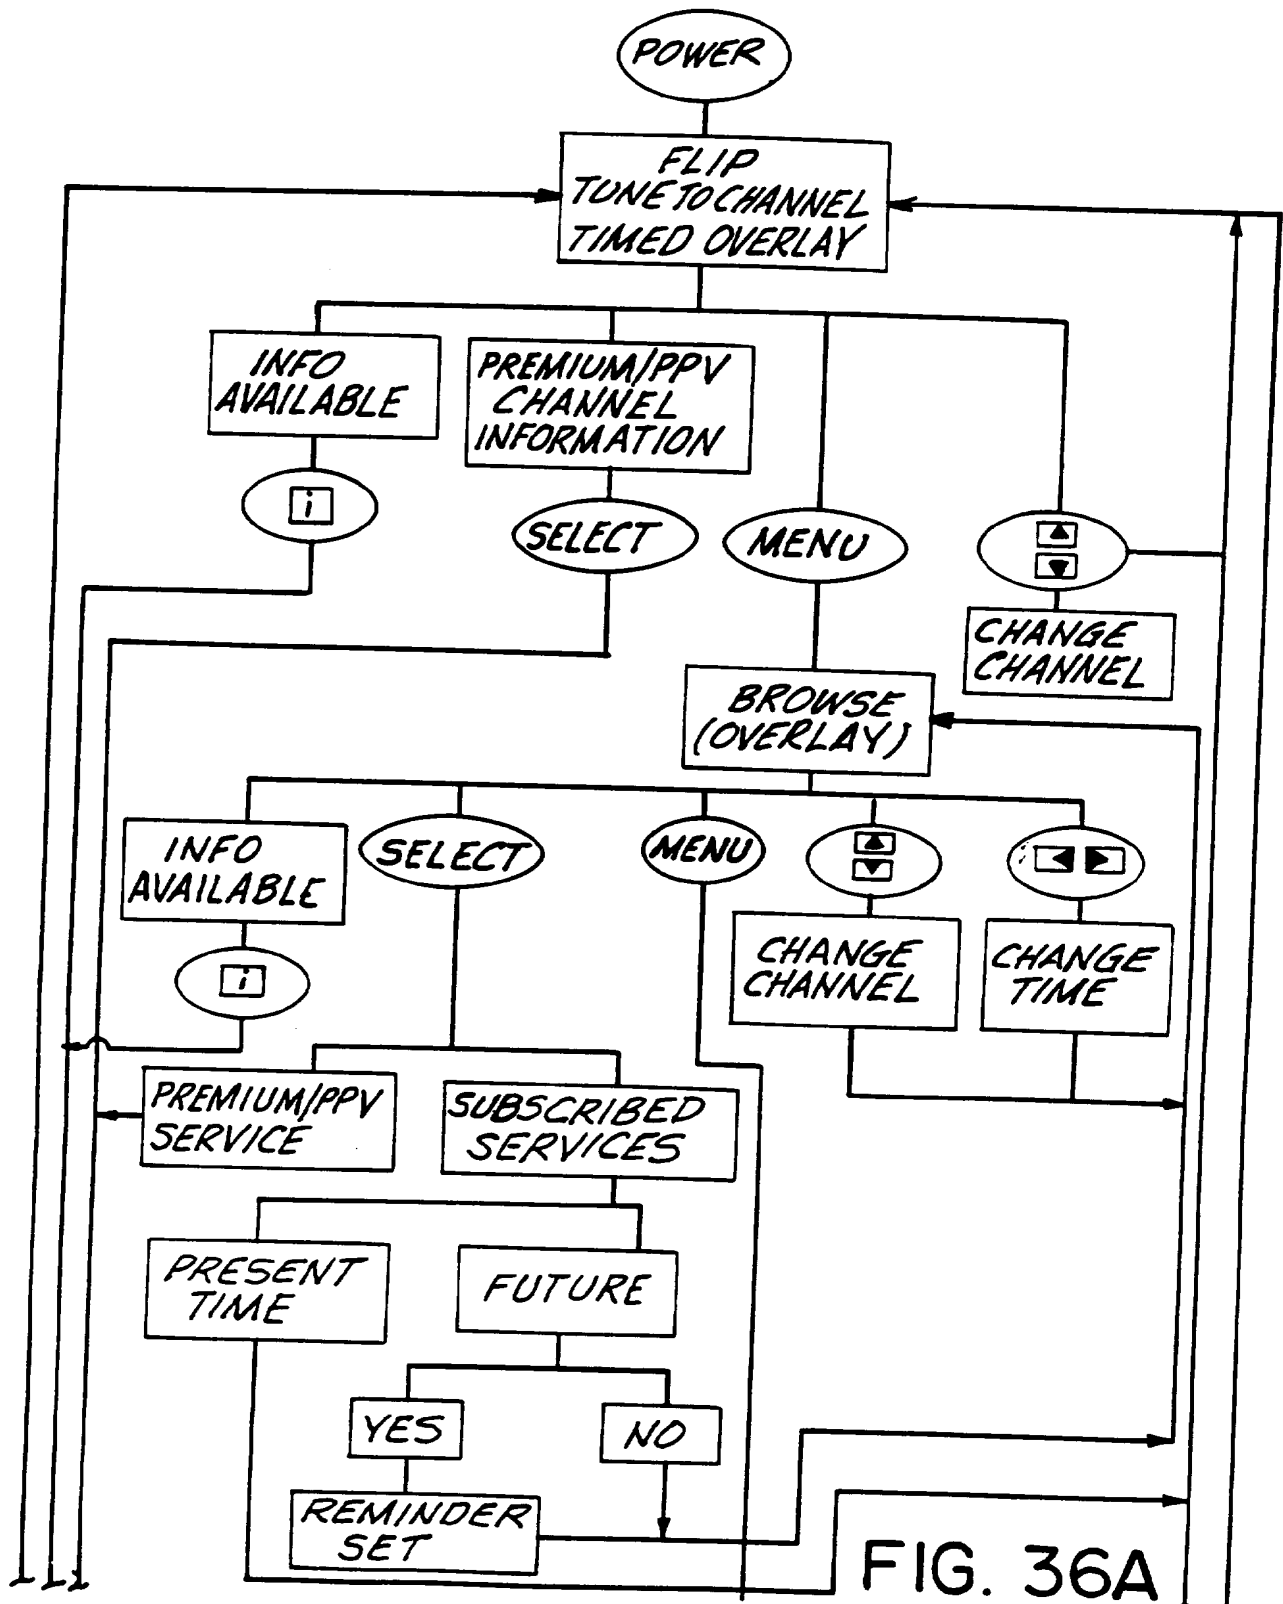 POWER
FLIP
TUNE TO CHANNEL
TIMED OVERLAY
INFO
AVAILABLE
PREMIUM/PPV
CHANNEL
INFORMATION
i
SELECT
MENU
CHANGE
CHANNEL
BROWSE
(OVERLAY)
INFO
AVAILABLE
SELECT
MENU
CHANGE
CHANNEL
CHANGE
TIME
i
PREMIUM/PPV
SERVICE
SUBSCRIBED
SERVICES
PRESENT
TIME
FUTURE
YES
NO
REMINDER
SET
FIG. 36A